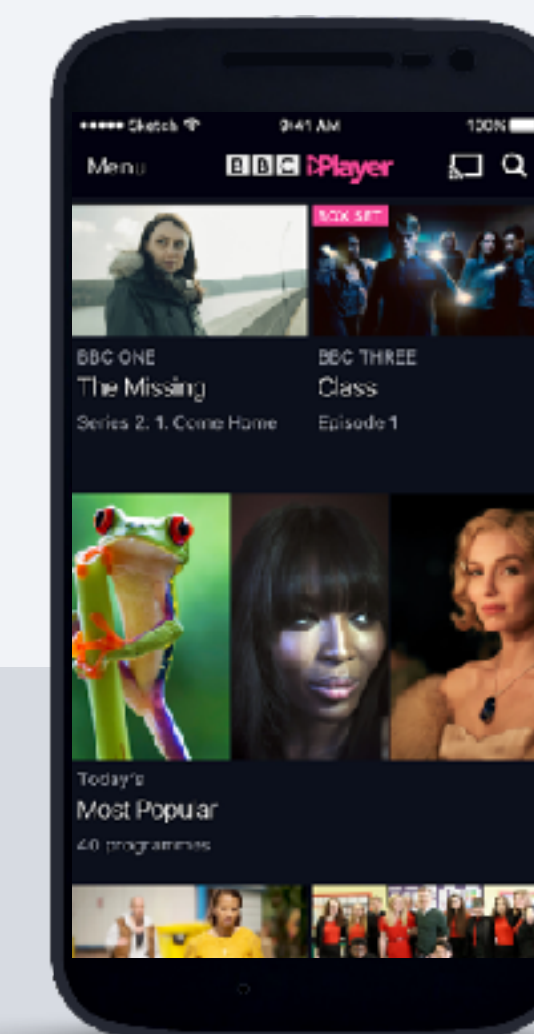 Sketch 9:41 AM 100%
Menu BBC iPlayer
BOX SET
BBC ONE BBC THREE
The Missing Class
Series 2. 1. Come Home Episode 1
Today's
Most Popular
40 programmes